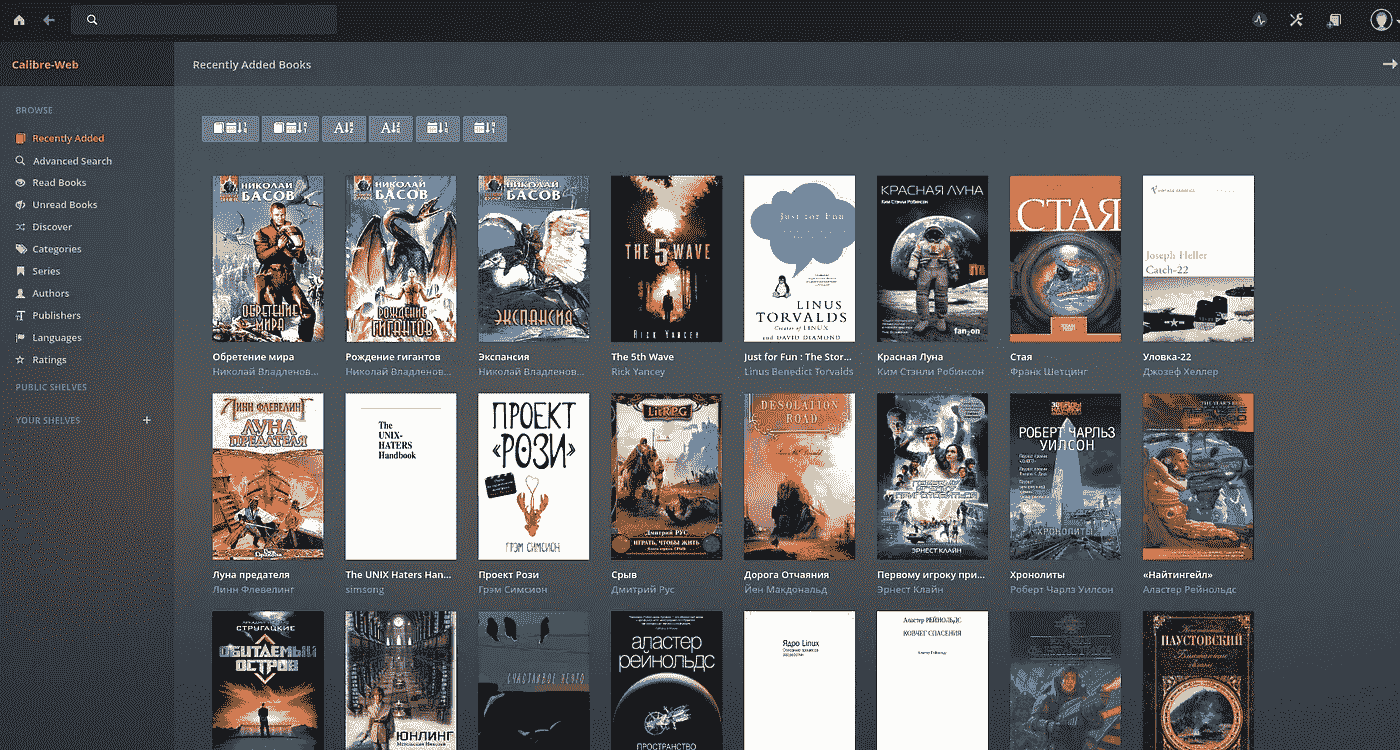 Calibre-Web
Recently Added Books
BROWSE
Recently Added
Advanced Search
Read Books
Unread Books
Discover
Categories
Series
Authors
Publishers
Languages
Ratings
PUBLIC SHELVES
YOUR SHELVES
НИКОЛАЙ
БАСОВ
ОБРЕТЕНИЕ
МИРА
НИКОЛАЙ
БАСОВ
РОЖДЕНИЕ
ГИГАНТОВ
НИКОЛАЙ
БАСОВ
ЭКСПАНСИЯ
THE 5 WAVE
RICK YANCEY
Just for Fun
LINUS
TORVALDS
Creator of LINUX
and DAVID DIAMOND
КРАСНАЯ ЛУНА
Ким Стэнли Робинсон
fanzon
СТАЯ
Joseph Heller
Catch-22
Обретение мира
Николай Владленов...
Рождение гигантов
Николай Владленов...
Экспансия
Николай Владленов...
The 5th Wave
Rick Yancey
Just for Fun : The Stor...
Linus Benedict Torvalds
Красная Луна
Ким Стэнли Робинсон
Стая
Франк Шетцинг
Уловка-22
Джозеф Хеллер
ЛИНН ФЛЕВЕЛИНГ
ЛУНА
ПРЕДАТЕЛЯ
The
UNIX-
HATERS
Handbook
ПРОЕКТ
«РОЗИ»
ГРЭМ СИМСИОН
LitRPG
Дмитрий Рус
ИГРАТЬ, ЧТОБЫ ЖИТЬ
DESOLATION
ROAD
ЭРНЕСТ КЛАЙН
РОБЕРТ ЧАРЛЬЗ
УИЛСОН
ХРОНОЛИТЫ
Луна предателя
Линн Флевелинг
The UNIX Haters Han...
simsong
Проект Рози
Грэм Симсион
Срыв
Дмитрий Рус
Дорога Отчаяния
Йен Макдональд
Первому игроку при...
Эрнест Клайн
Хронолиты
Роберт Чарлз Уилсон
«Найтингейл»
Аластер Рейнольдс
СТРУГАЦКИЕ
ОБИТАЕМЫЙ
ОСТРОВ
ЮНЛИНГ
СЧАСТЛИВОЕ НЕЧТО
аластер
рейнольдс
ПРОСТРАНСТВО
Ядро Linux
Аластер РЕЙНОЛЬДС
КОВЧЕГ СПАСЕНИЯ
ПАУСТОВСКИЙ